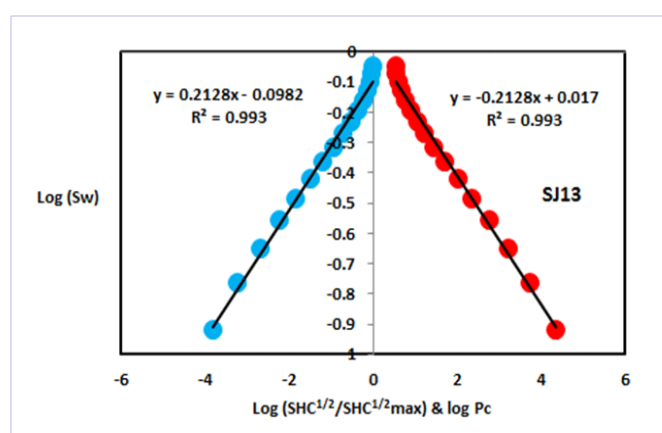 0
-0.1
-0.2
-0.3
-0.4
-0.5
-0.6
-0.7
-0.8
-0.9
1
y = 0.2128x - 0.0982
R² = 0.993
y = -0.2128x + 0.017
R² = 0.993
Log (Sw)
SJ13
-6 -4 -2 0 2 4 6
Log (SHC¹/²/SHC¹/²max) & log Pc